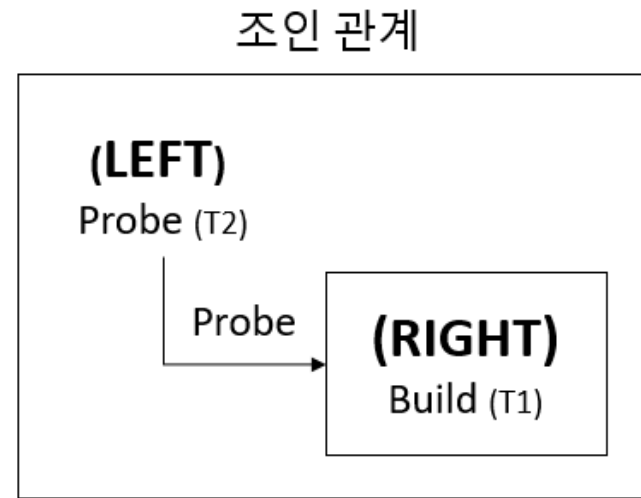 조인 관계
(LEFT)
Probe (T2)
Probe
(RIGHT)
Build (T1)